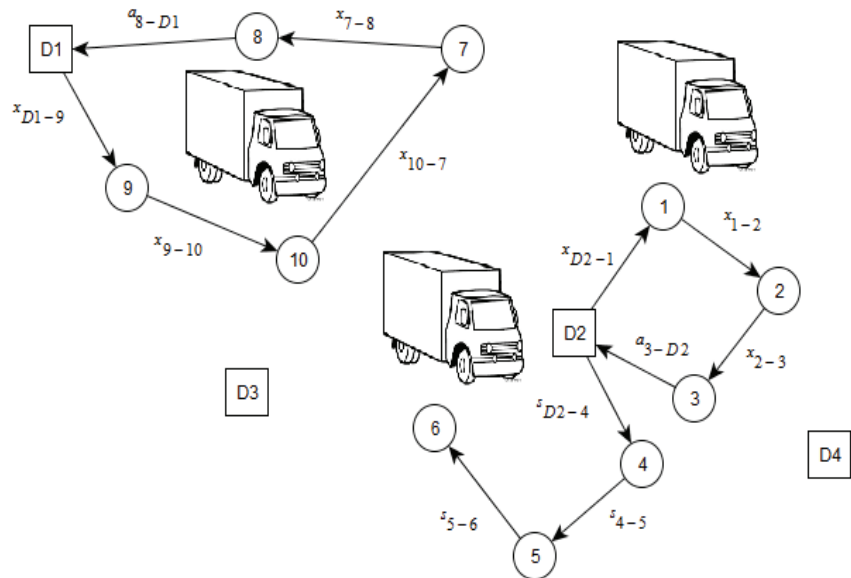 a8-D1
x7-8
D1
8
7
xD1-9
x10-7
9
x9-10
10
1
x1-2
xD2-1
2
D2
a3-D2
x2-3
D3
3
sD2-4
6
4
D4
s5-6
s4-5
5